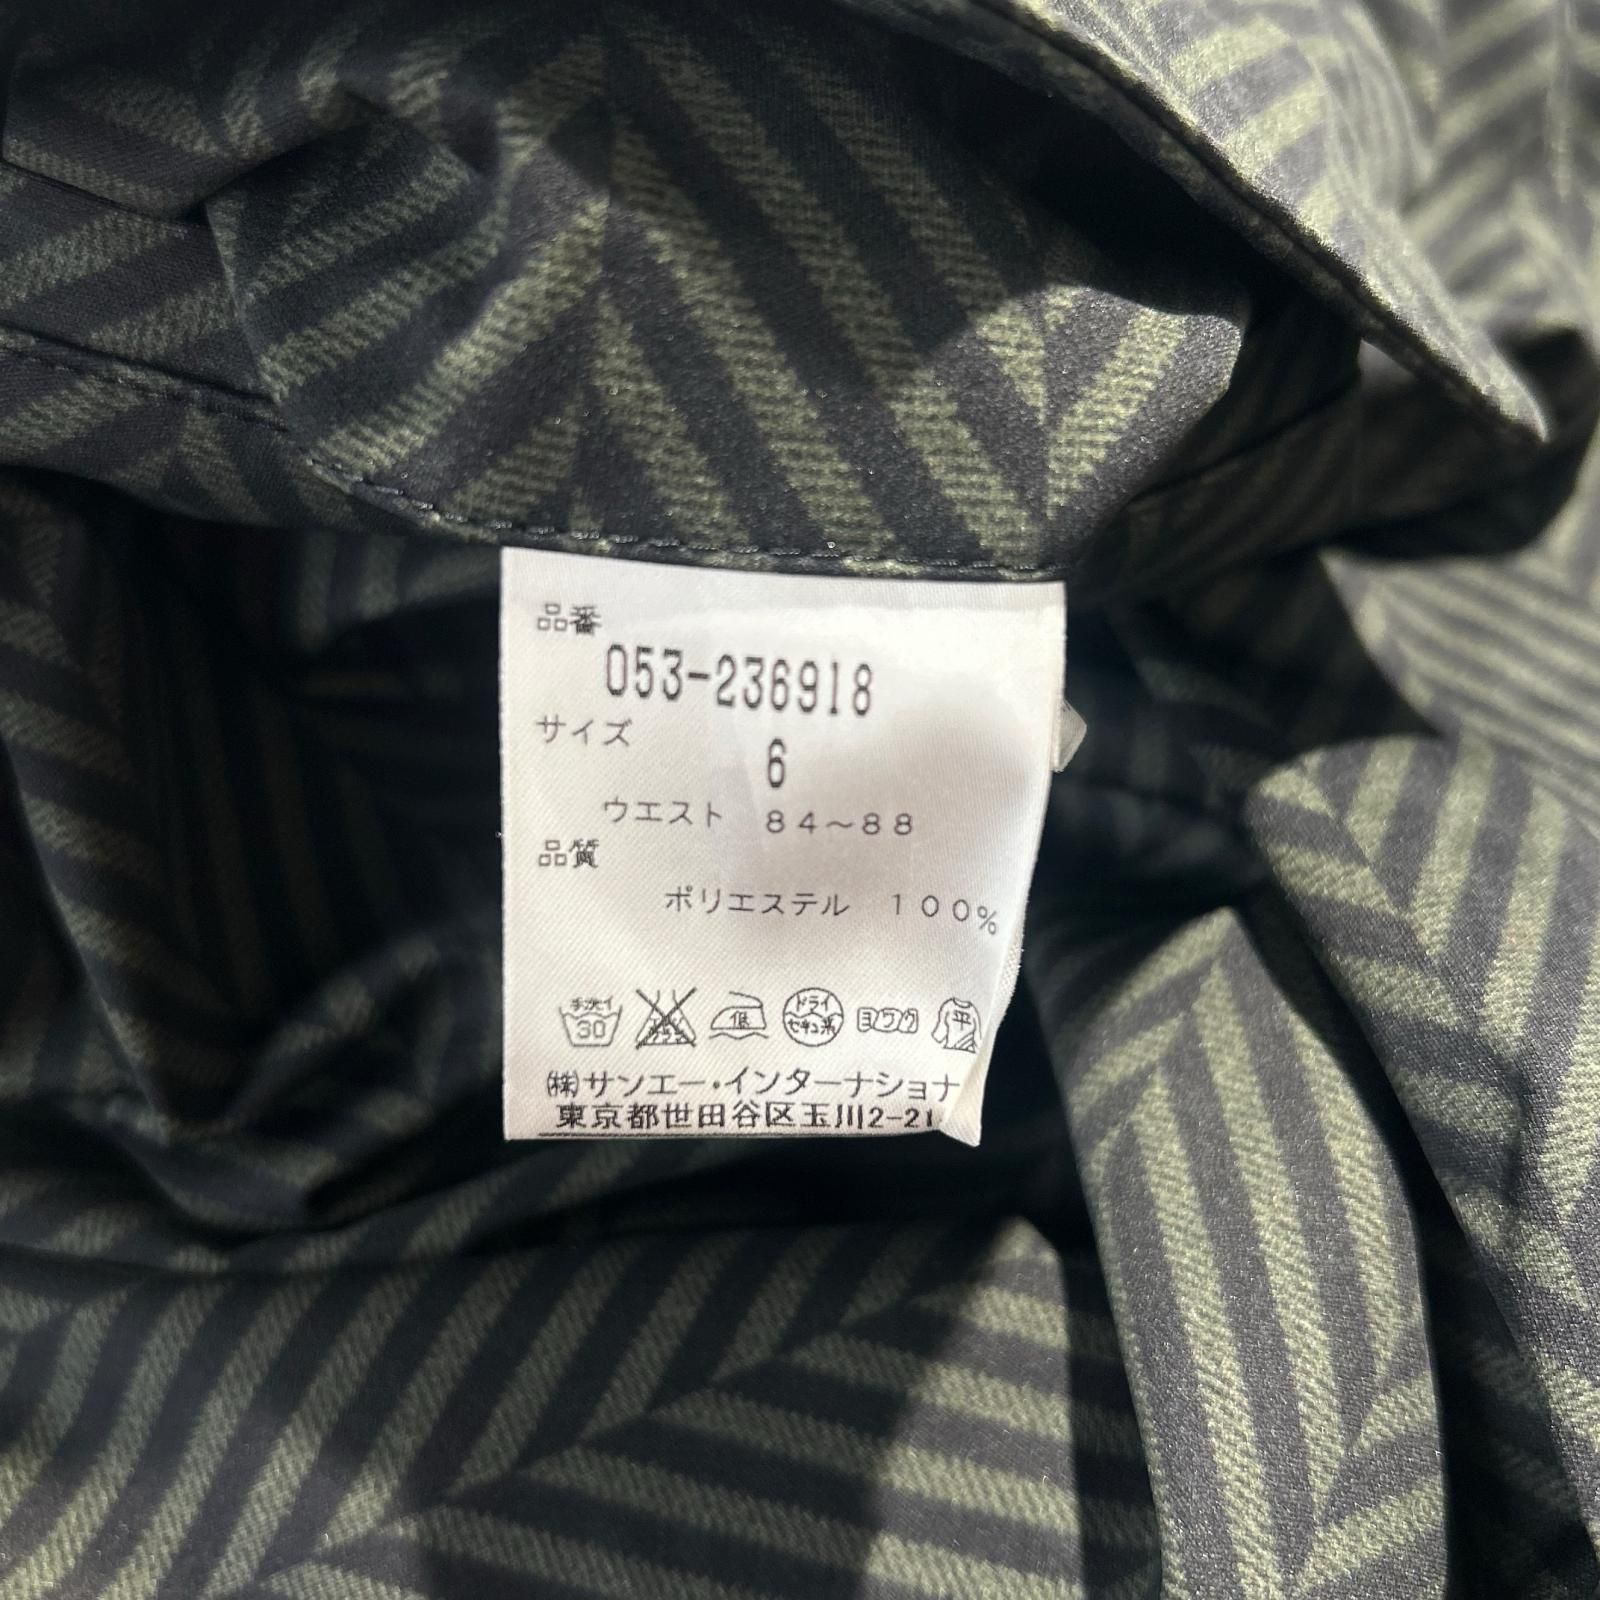 品番
053-236918
サイズ
6
ウエスト 84～88
品質
ポリエステル 100%
手洗イ 30 低 ドライ セキユ系 ヨワク 平
㈱サンエー・インターナショナ
東京都世田谷区玉川2-21